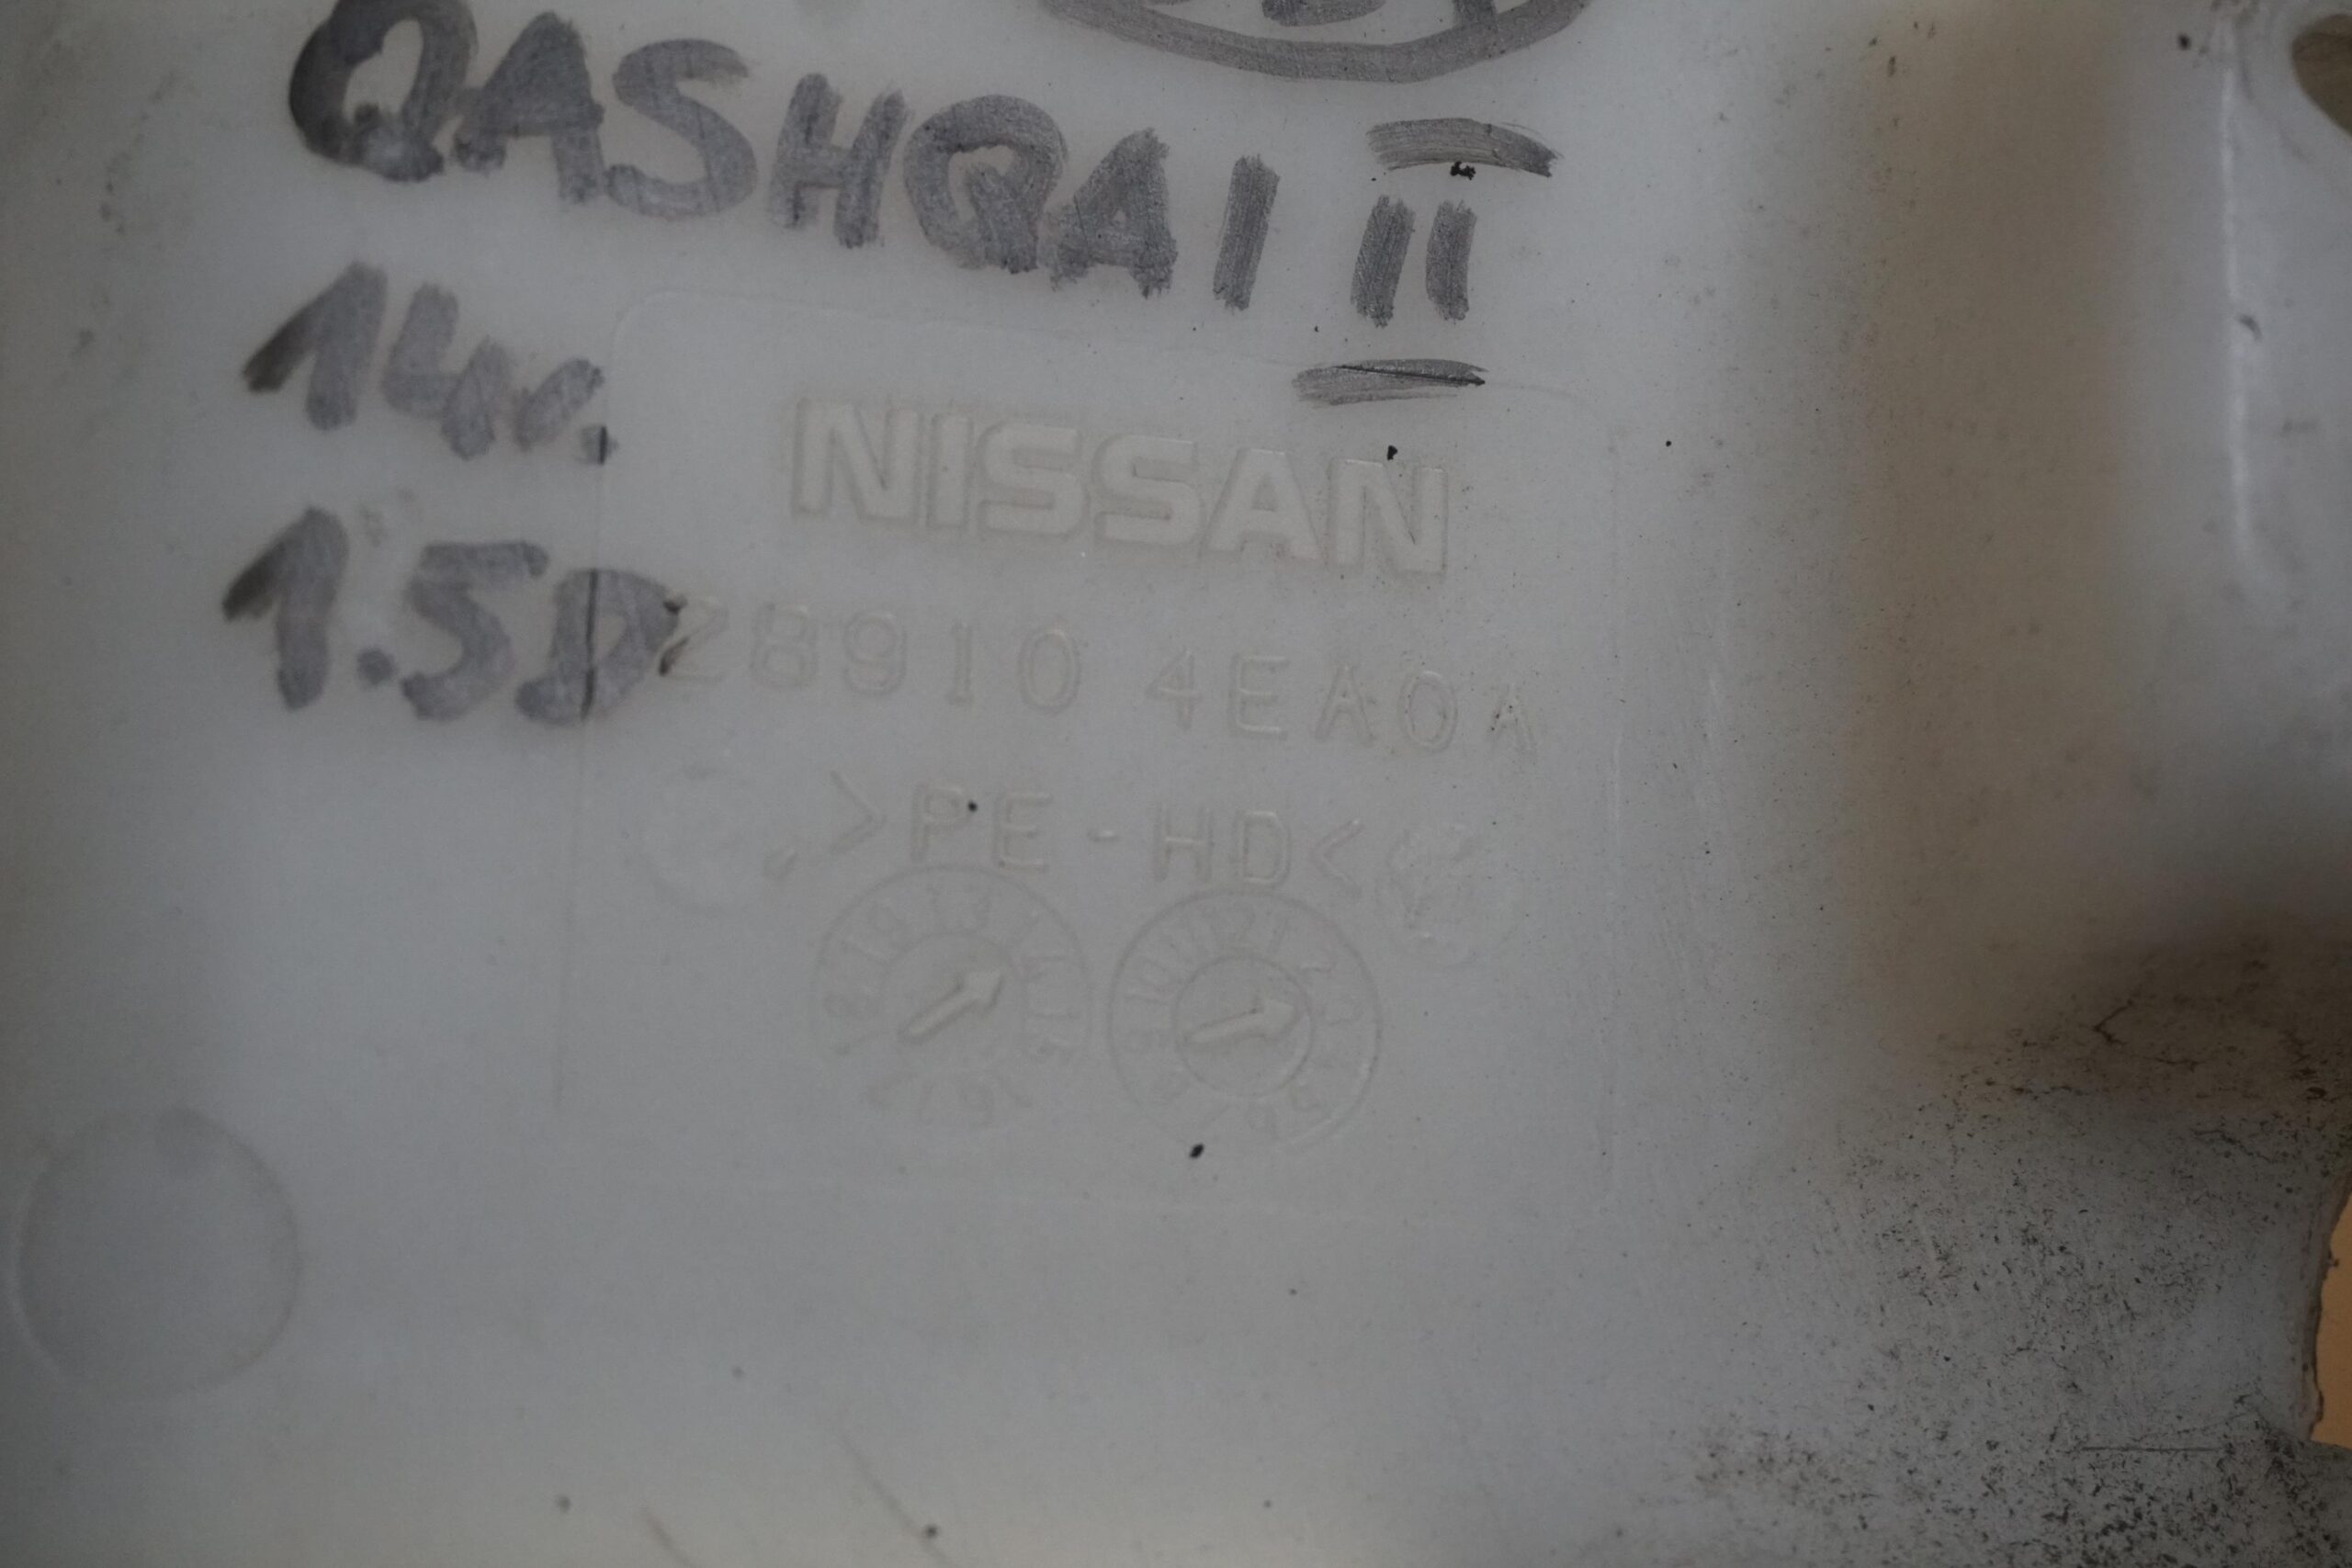 QASHQAI II
14r.
1.5D
NISSAN
28910 4EA0A
>PE-HD<